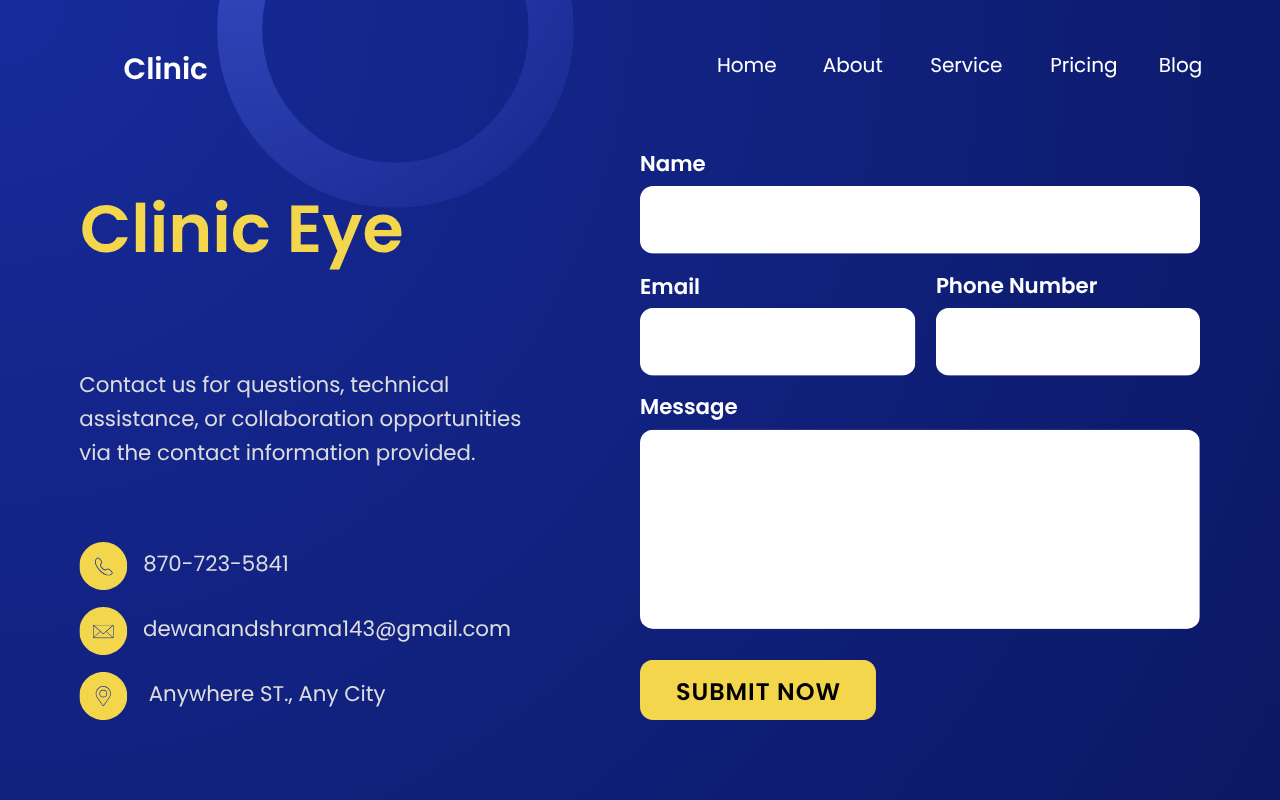 Clinic
Home About Service Pricing Blog
Clinic Eye
Contact us for questions, technical
assistance, or collaboration opportunities
via the contact information provided.
870-723-5841
dewanandshrama143@gmail.com
Anywhere ST., Any City
Name
Email
Phone Number
Message
SUBMIT NOW